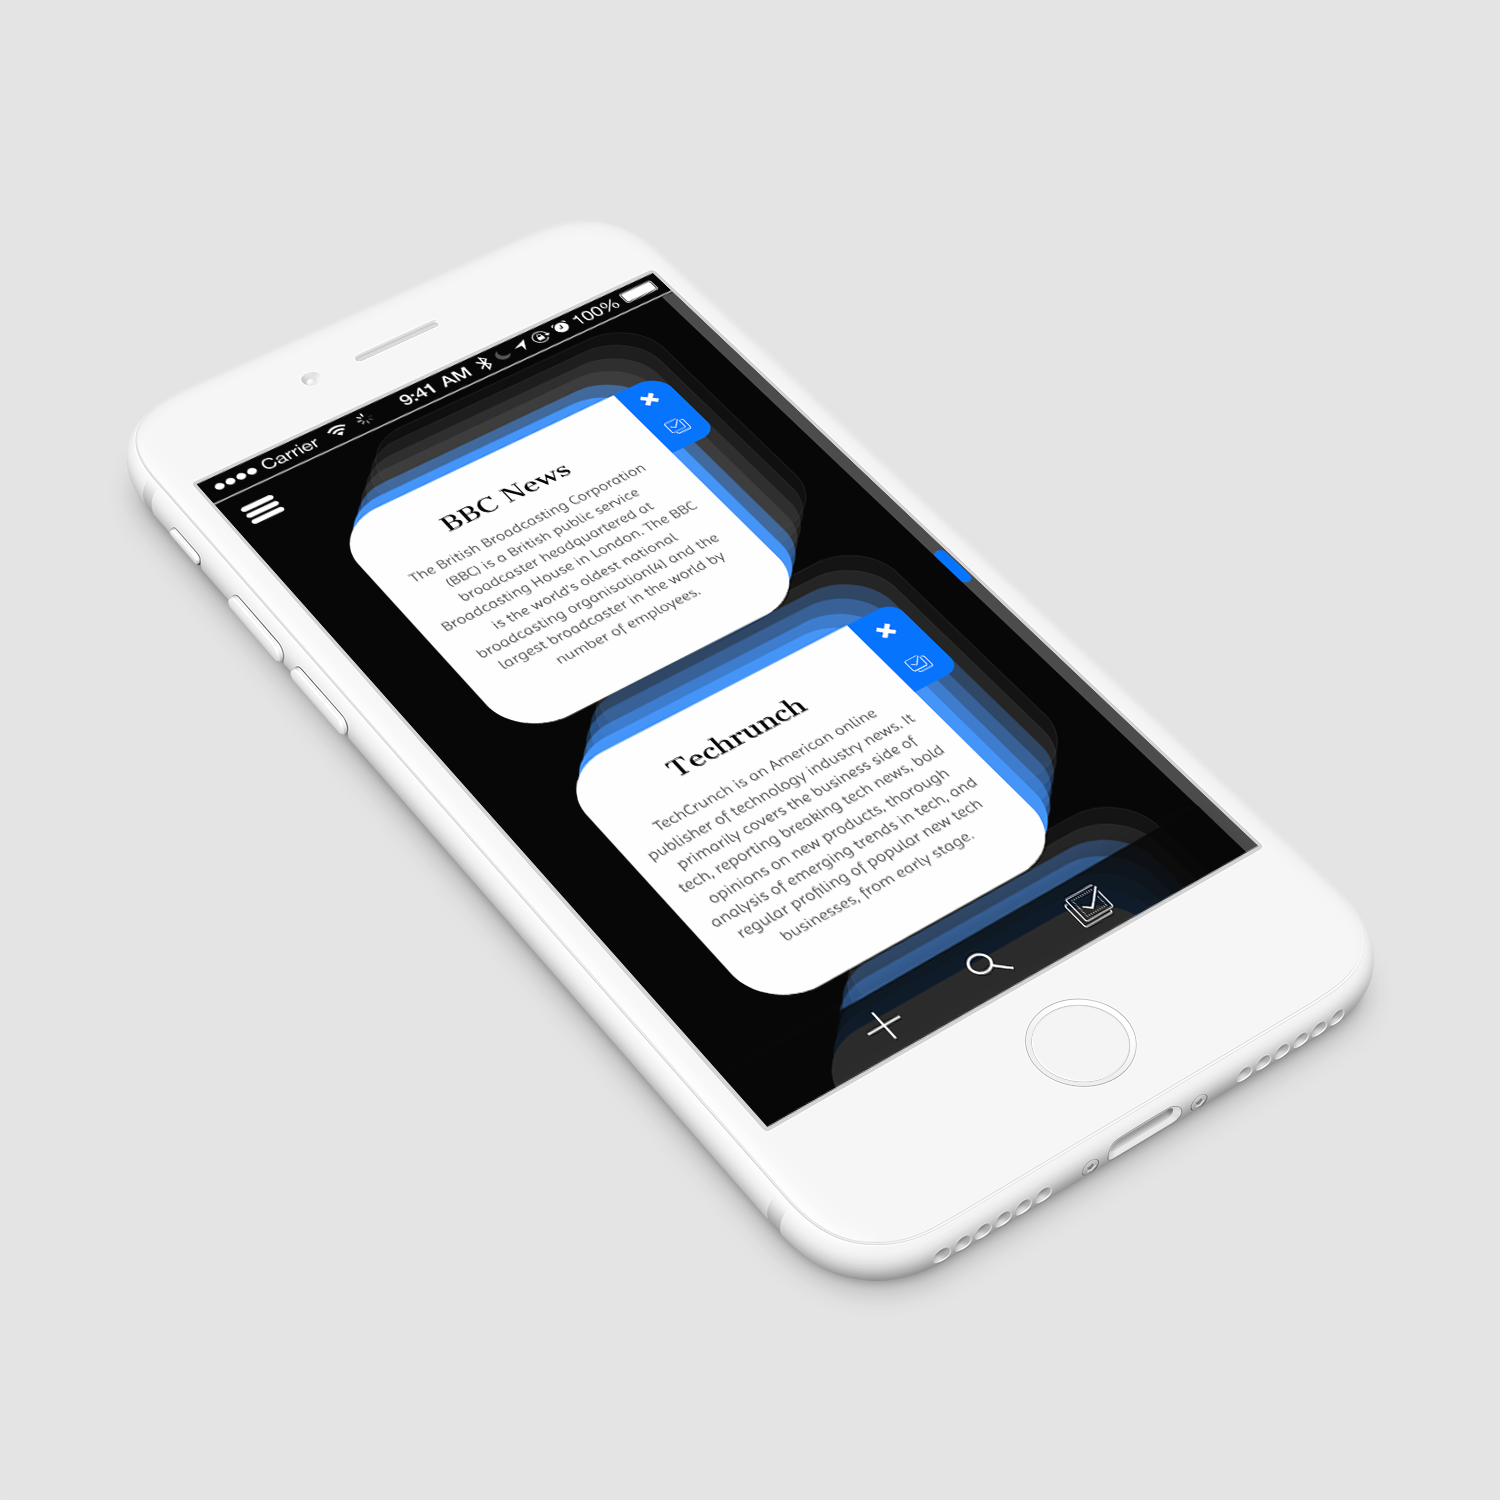 Carrier 9:41 AM 100%
BBC News
The British Broadcasting Corporation
(BBC) is a British public service
broadcaster headquartered at
Broadcasting House in London. The BBC
is the world's oldest national
broadcasting organisation[4] and the
largest broadcaster in the world by
number of employees.
Techrunch
TechCrunch is an American online
publisher of technology industry news. It
primarily covers the business side of
tech, reporting breaking tech news, bold
opinions on new products, thorough
analysis of emerging trends in tech, and
regular profiling of popular new tech
businesses, from early stage.